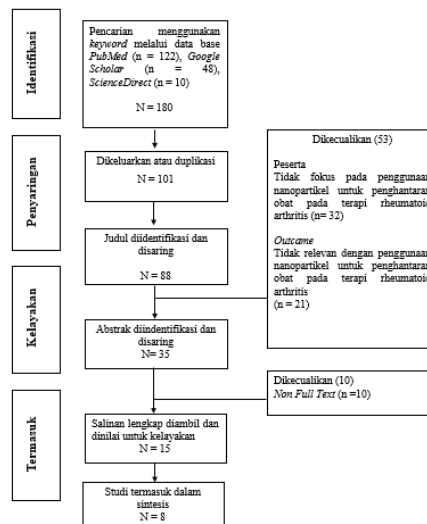 Identifikasi
Pencarian menggunakan
keyword melalui data base
PubMed (n = 122), Google
Scholar (n = 48),
ScienceDirect (n = 10)
N = 180
Penyaringan
Dikeluarkan atau duplikasi
N = 101
Judul diidentifikasi dan
disaring
N = 88
Dikecualikan (53)
Peserta
Tidak fokus pada penggunaan
nanopartikel untuk penghantaran
obat pada terapi rheumatoid
arthritis (n= 32)
Outcome
Tidak relevan dengan penggunaan
nanopartikel untuk penghantaran
obat pada terapi rheumatoid
arthritis
(n = 21)
Kelayakan
Abstrak diindentifikasi dan
disaring
N= 35
Dikecualikan (10)
Non Full Text (n =10)
Termasuk
Salinan lengkap diambil dan
dinilai untuk kelayakan
N = 15
Studi termasuk dalam
sintesis
N = 8